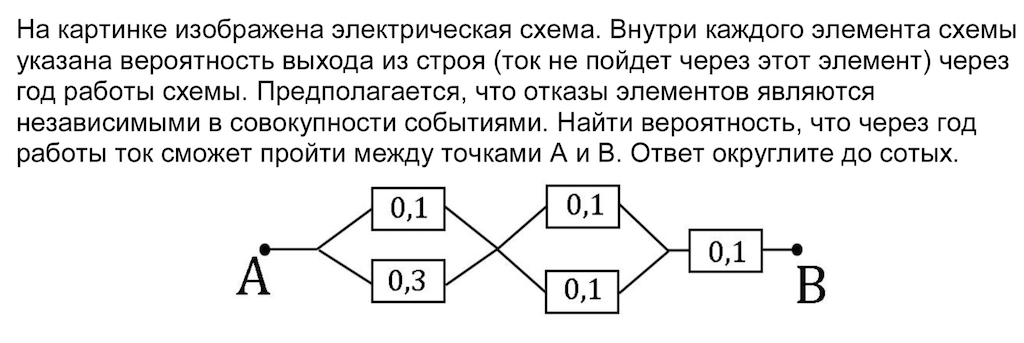 На картинке изображена электрическая схема. Внутри каждого элемента схемы
указана вероятность выхода из строя (ток не пойдет через этот элемент) через
год работы схемы. Предполагается, что отказы элементов являются
независимыми в совокупности событиями. Найти вероятность, что через год
работы ток сможет пройти между точками А и В. Ответ округлите до сотых.
0,1
0,1
0,1
A
0,3
0,1
B